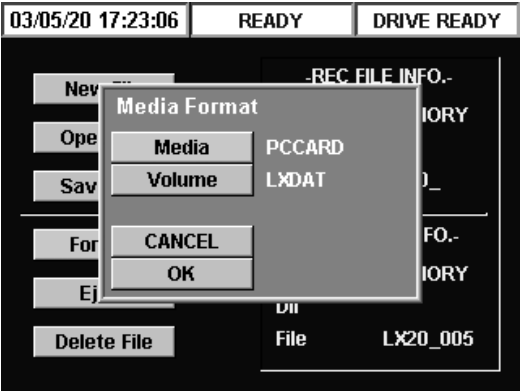 03/05/20 17:23:06 READY DRIVE READY
-REC FILE INFO.-
Media Format
Media PCCARD
Volume LXDAT
CANCEL
OK
Delete File
File LX20_005